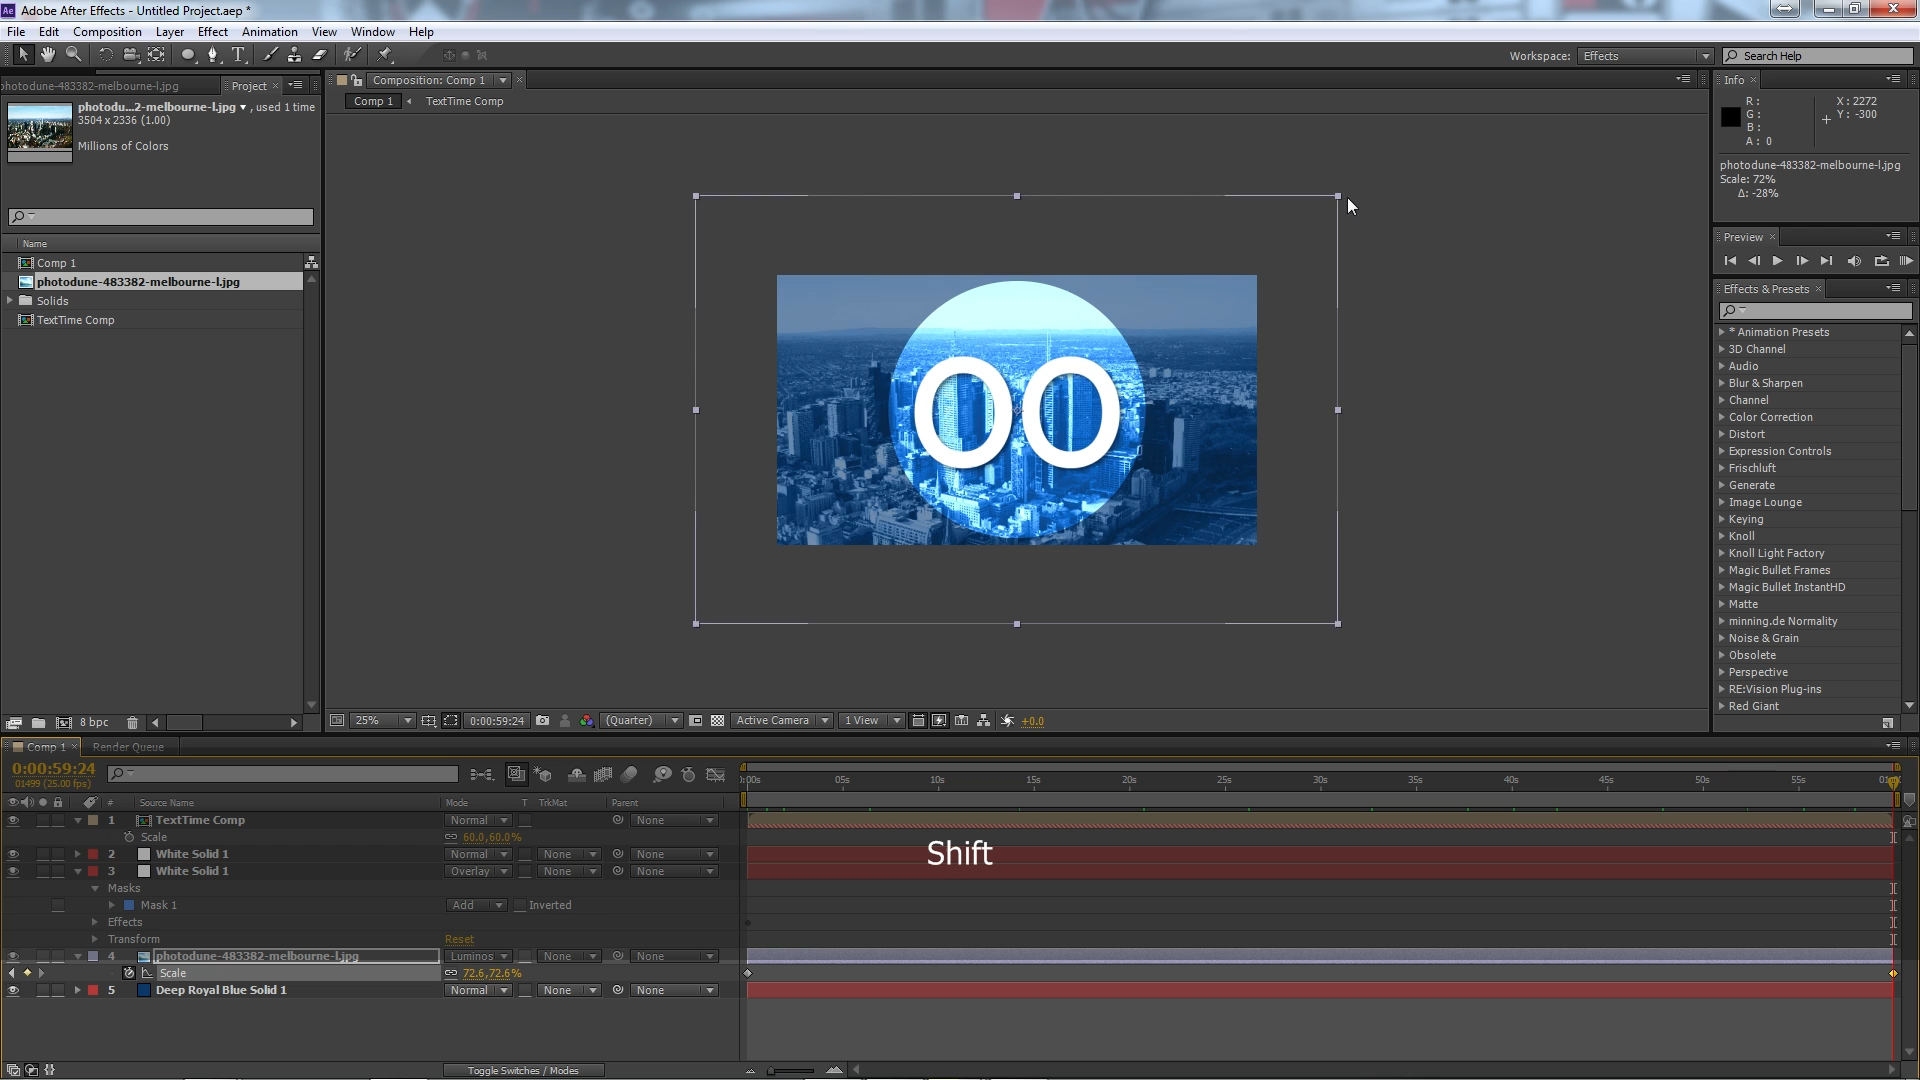 Adobe After Effects - Untitled Project.aep *
File Edit Composition Layer Effect Animation View Window Help
Workspace: Effects
Search Help
photodune-483382-melbourne-l.jpg
Project
photodu...2-melbourne-l.jpg ▼ , used 1 time
3504 x 2336 (1.00)
Millions of Colors
Name
Comp 1
photodune-483382-melbourne-l.jpg
Solids
TextTime Comp
8 bpc
Composition: Comp 1
Comp 1
TextTime Comp
00
25%
0:00:59:24
(Quarter)
Active Camera
1 View
+0.0
Info
R :
G :
B :
A : 0
X : 2272
Y : -300
photodune-483382-melbourne-l.jpg
Scale: 72%
Δ: -28%
Preview
Effects & Presets
* Animation Presets
3D Channel
Audio
Blur & Sharpen
Channel
Color Correction
Distort
Expression Controls
Frischluft
Generate
Image Lounge
Keying
Knoll
Knoll Light Factory
Magic Bullet Frames
Magic Bullet InstantHD
Matte
minning.de Normality
Noise & Grain
Obsolete
Perspective
RE:Vision Plug-ins
Red Giant
Comp 1
Render Queue
0:00:59:24
01499 (25.00 fps)
# Source Name Mode T TrkMat Parent
1 TextTime Comp Normal None
Scale 60.0,60.0%
2 White Solid 1 Normal None None
3 White Solid 1 Overlay None None
Masks
Mask 1 Add Inverted
Effects
Transform Reset
4 photodune-483382-melbourne-l.jpg Luminos None None
Scale 72.6,72.6%
5 Deep Royal Blue Solid 1 Normal None None
:00s 05s 10s 15s 20s 25s 30s 35s 40s 45s 50s 55s
Shift
Toggle Switches / Modes